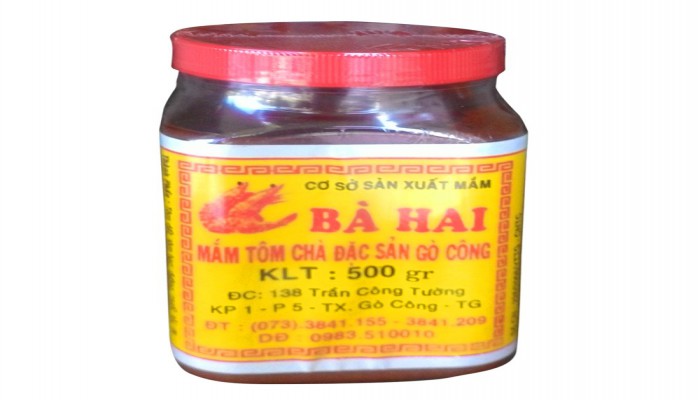 CƠ SỞ SẢN XUẤT MẮM
BÀ HAI
MẮM TÔM CHÀ ĐẶC SẢN GÒ CÔNG
KLT : 500 gr
ĐC: 138 Trần Công Tường
KP 1 - P 5 - TX. Gò Công - TG
ĐT : (073).3841.155 - 3841.209
DĐ : 0983.510010